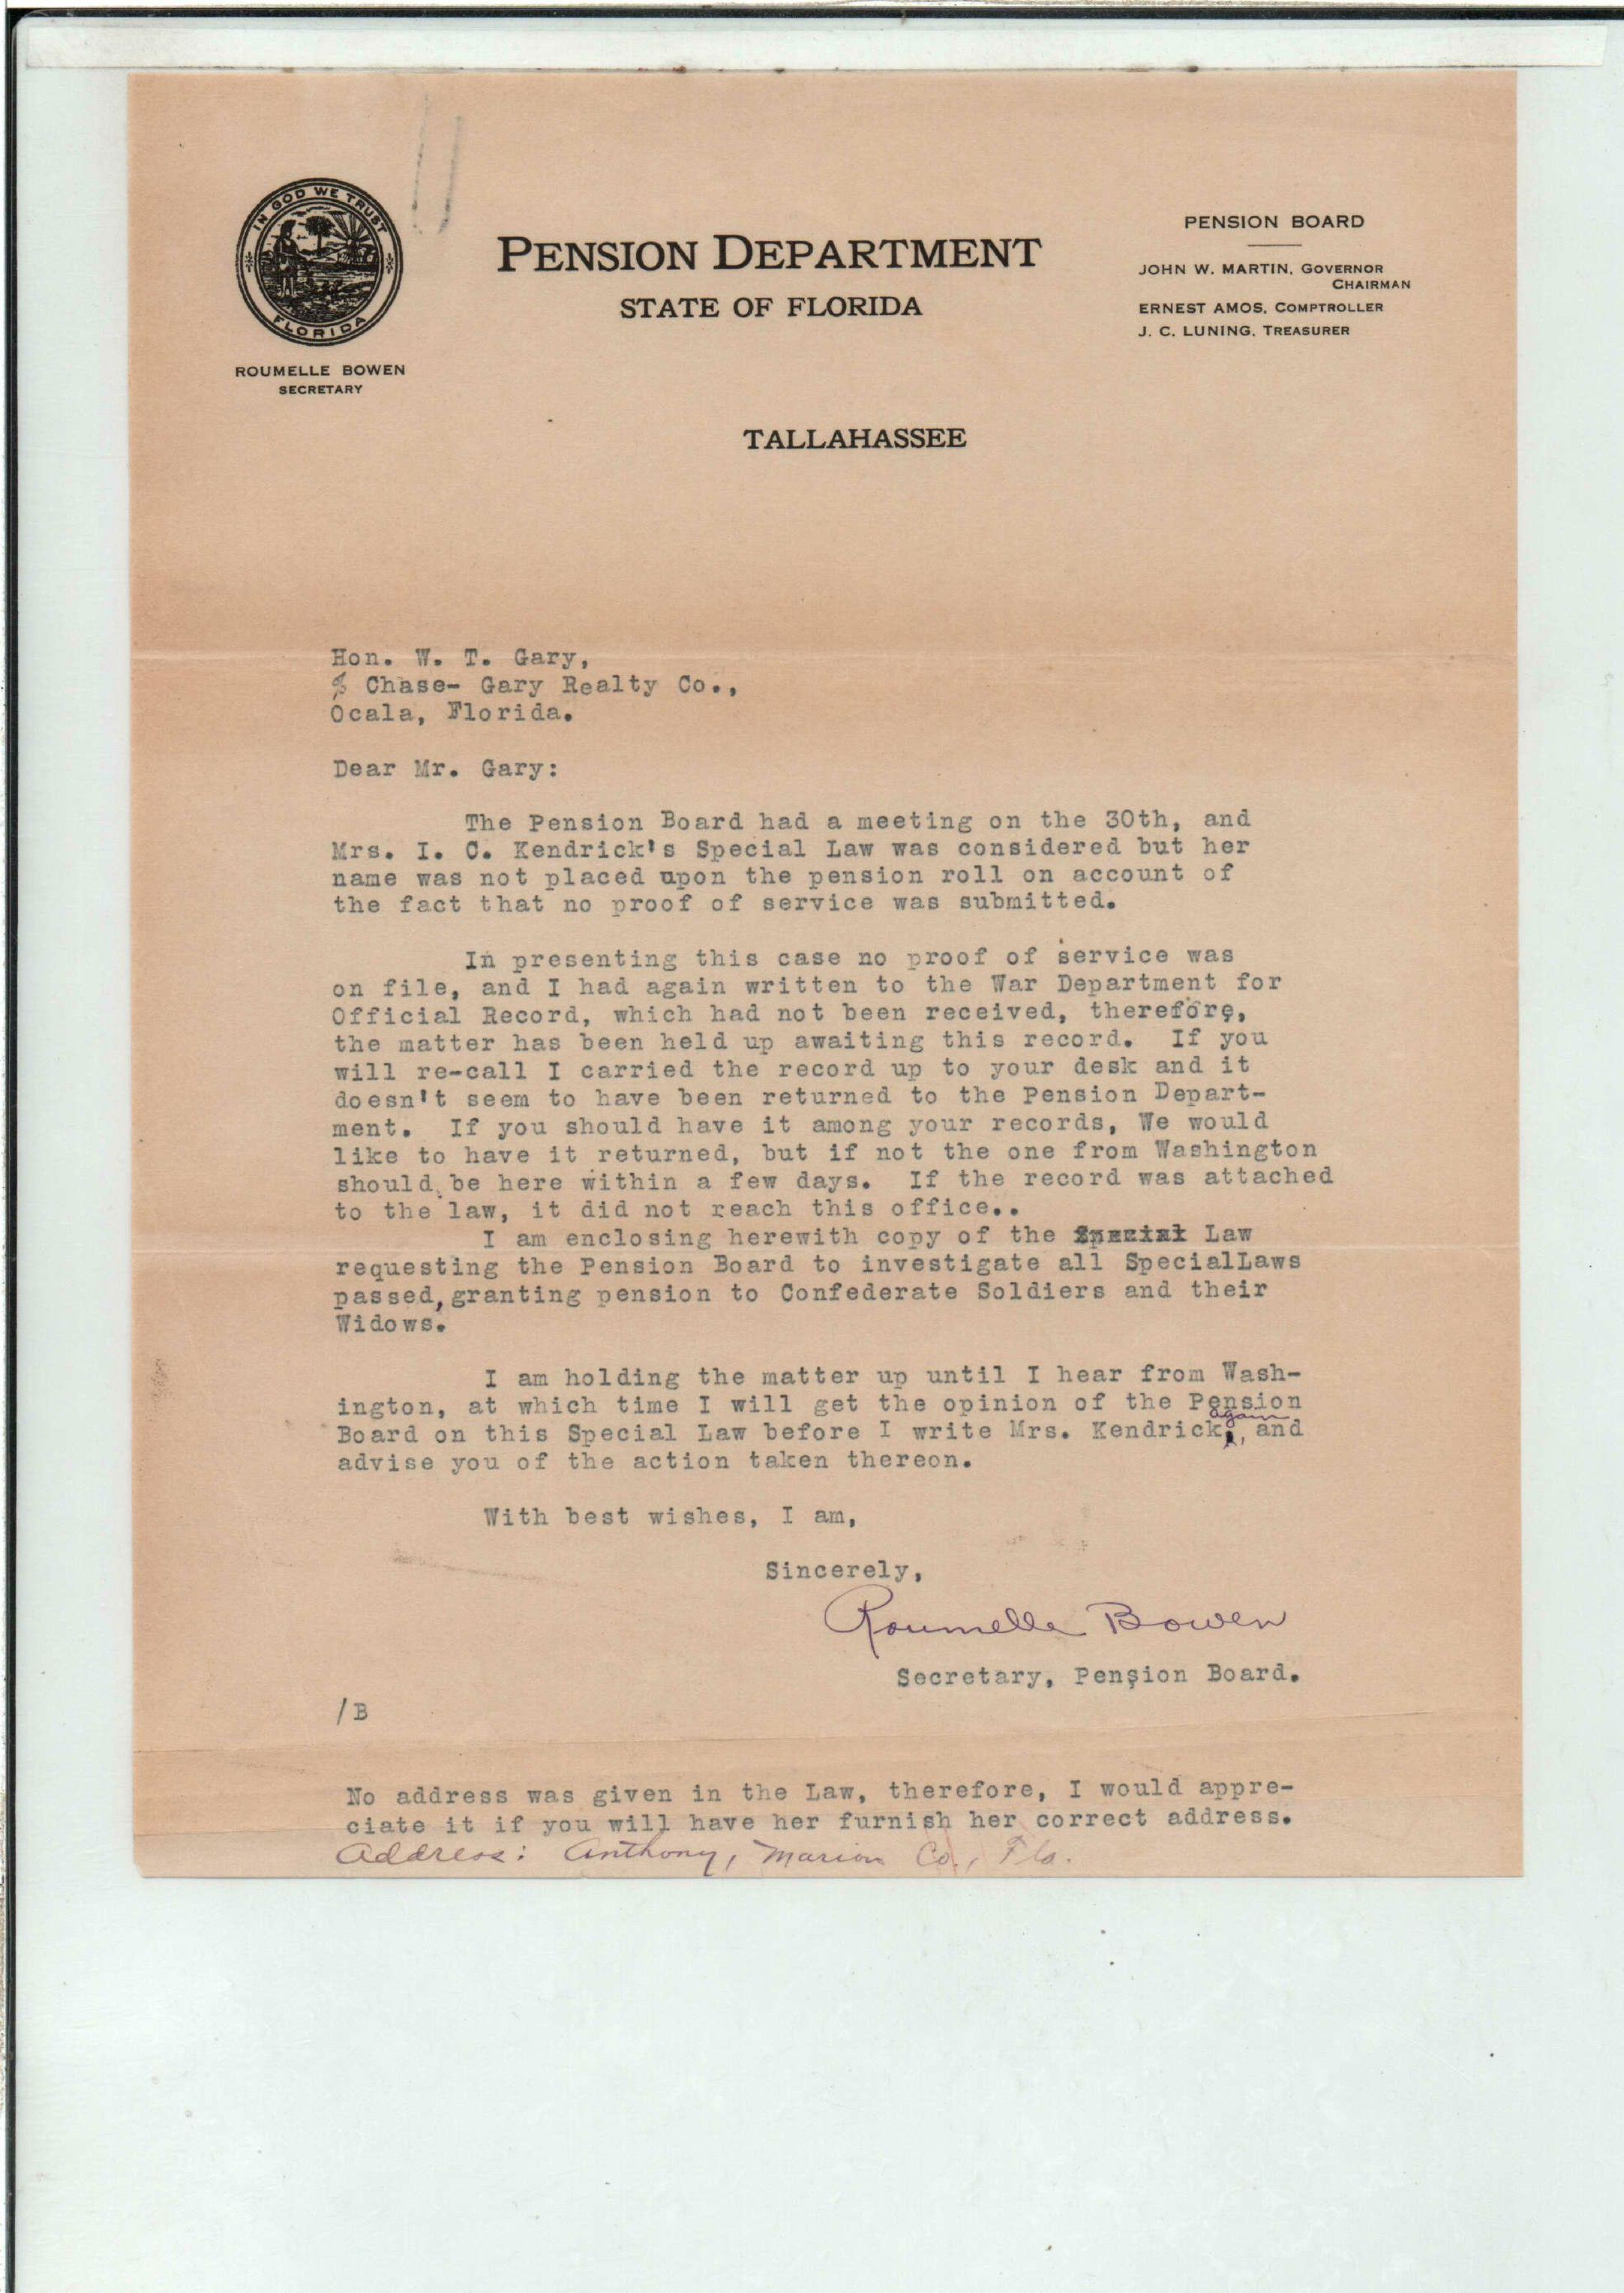 IN GOD WE TRUST
FLORIDA
ROUMELLE BOWEN
SECRETARY
PENSION DEPARTMENT
STATE OF FLORIDA
TALLAHASSEE
PENSION BOARD
JOHN W. MARTIN, GOVERNOR
CHAIRMAN
ERNEST AMOS, COMPTROLLER
J. C. LUNING, TREASURER
Hon. W. T. Gary,
% Chase- Gary Realty Co.,
Ocala, Florida.
Dear Mr. Gary:
The Pension Board had a meeting on the 30th, and
Mrs. I. C. Kendrick's Special Law was considered but her
name was not placed upon the pension roll on account of
the fact that no proof of service was submitted.
In presenting this case no proof of service was
on file, and I had again written to the War Department for
Official Record, which had not been received, therefore,
the matter has been held up awaiting this record. If you
will re-call I carried the record up to your desk and it
doesn't seem to have been returned to the Pension Depart-
ment. If you should have it among your records, We would
like to have it returned, but if not the one from Washington
should be here within a few days. If the record was attached
to the law, it did not reach this office..
I am enclosing herewith copy of the Special Law
requesting the Pension Board to investigate all SpecialLaws
passed, granting pension to Confederate Soldiers and their
Widows.
I am holding the matter up until I hear from Wash-
ington, at which time I will get the opinion of the Pension
Board on this Special Law before I write Mrs. Kendrick again, and
advise you of the action taken thereon.
With best wishes, I am,
Sincerely,
Roumelle Bowen
Secretary, Pension Board.
/B
No address was given in the Law, therefore, I would appre-
ciate it if you will have her furnish her correct address.
Address: Anthony, Marion Co., Fla.